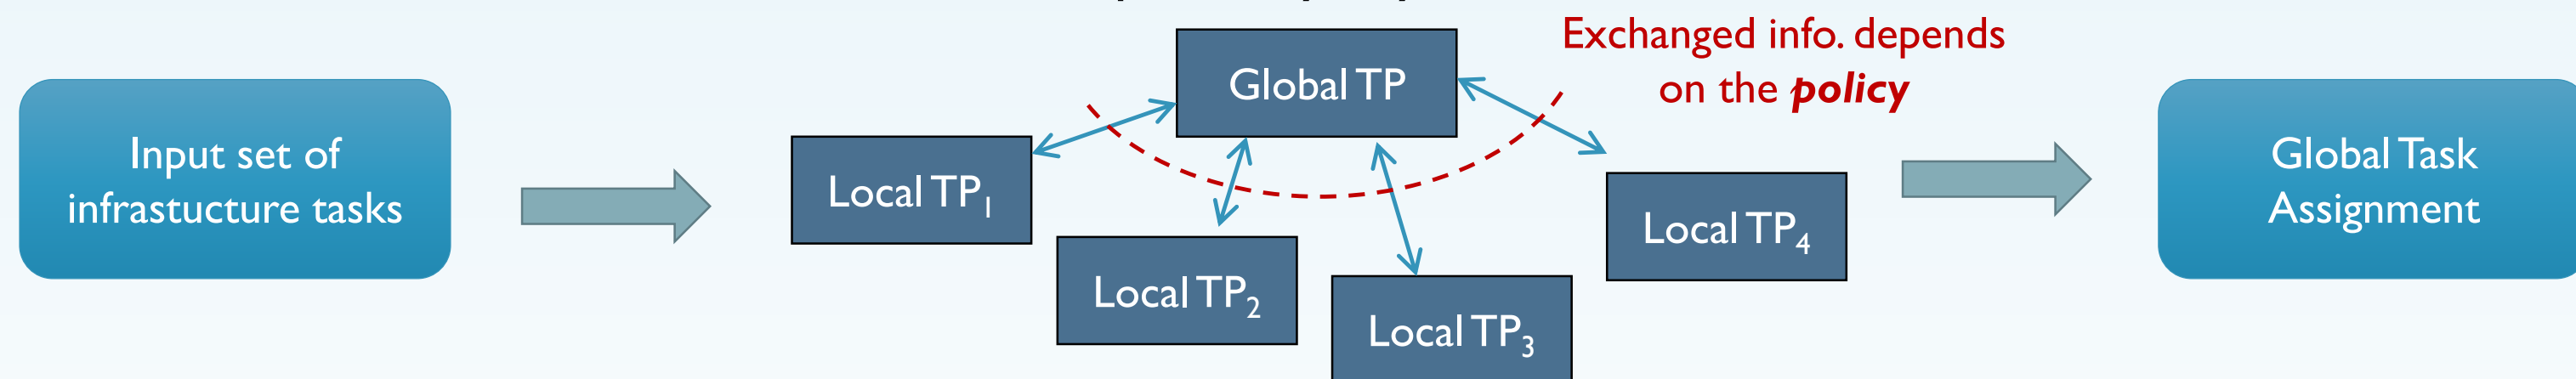 Exchanged info. depends
on the policy
Global TP
Input set of
infrastucture tasks
Local TP1
Local TP2
Local TP3
Local TP4
Global Task
Assignment